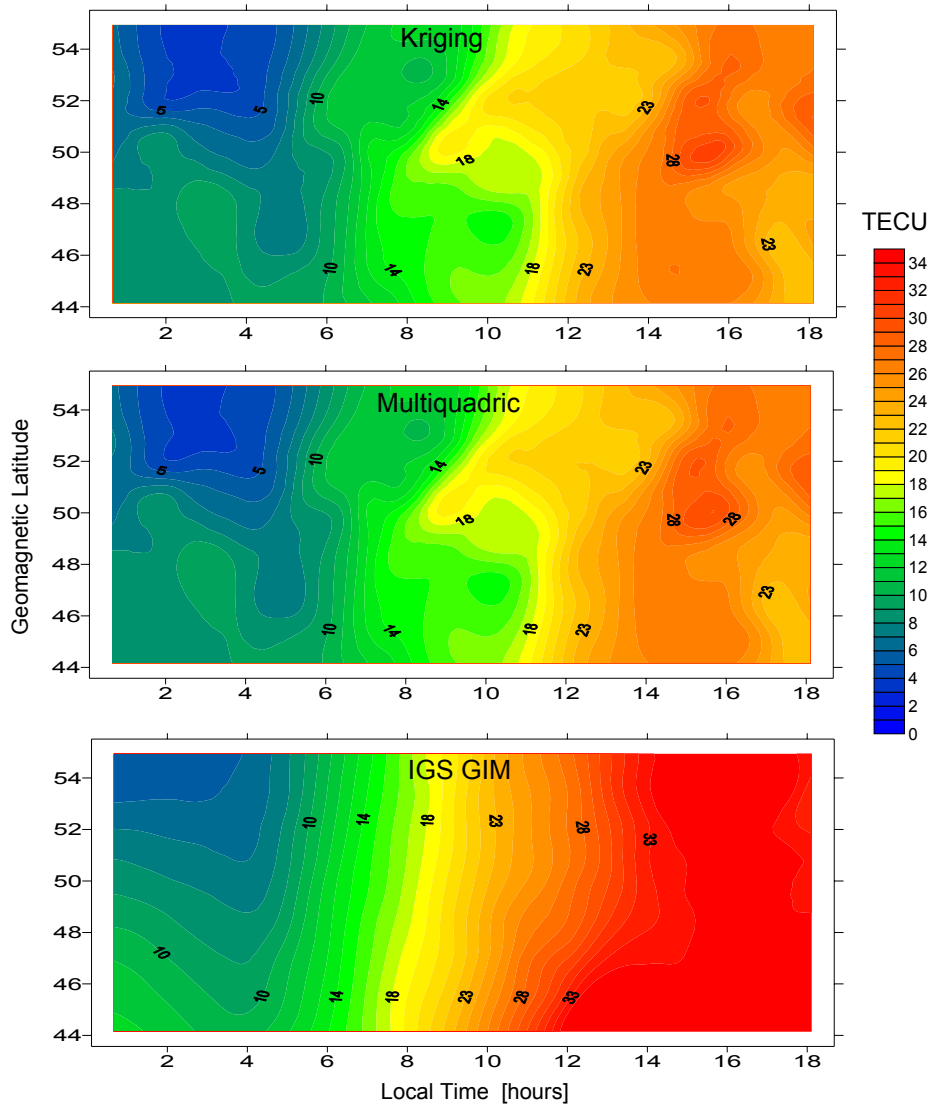 Kriging
54
52
50
48
46
44
2 4 6 8 10 12 14 16 18
5 5 10 14 18 23 28
10 14 18 23 23
Multiquadric
54
52
50
48
46
44
2 4 6 8 10 12 14 16 18
5 5 10 14 18 23 28 28
10 14 18 23 23
IGS GIM
54
52
50
48
46
44
2 4 6 8 10 12 14 16 18
10 14 18 23 28 33
10 10 14 18 23 28 33
Geomagnetic Latitude
Local Time [hours]
TECU
34
32
30
28
26
24
22
20
18
16
14
12
10
8
6
4
2
0